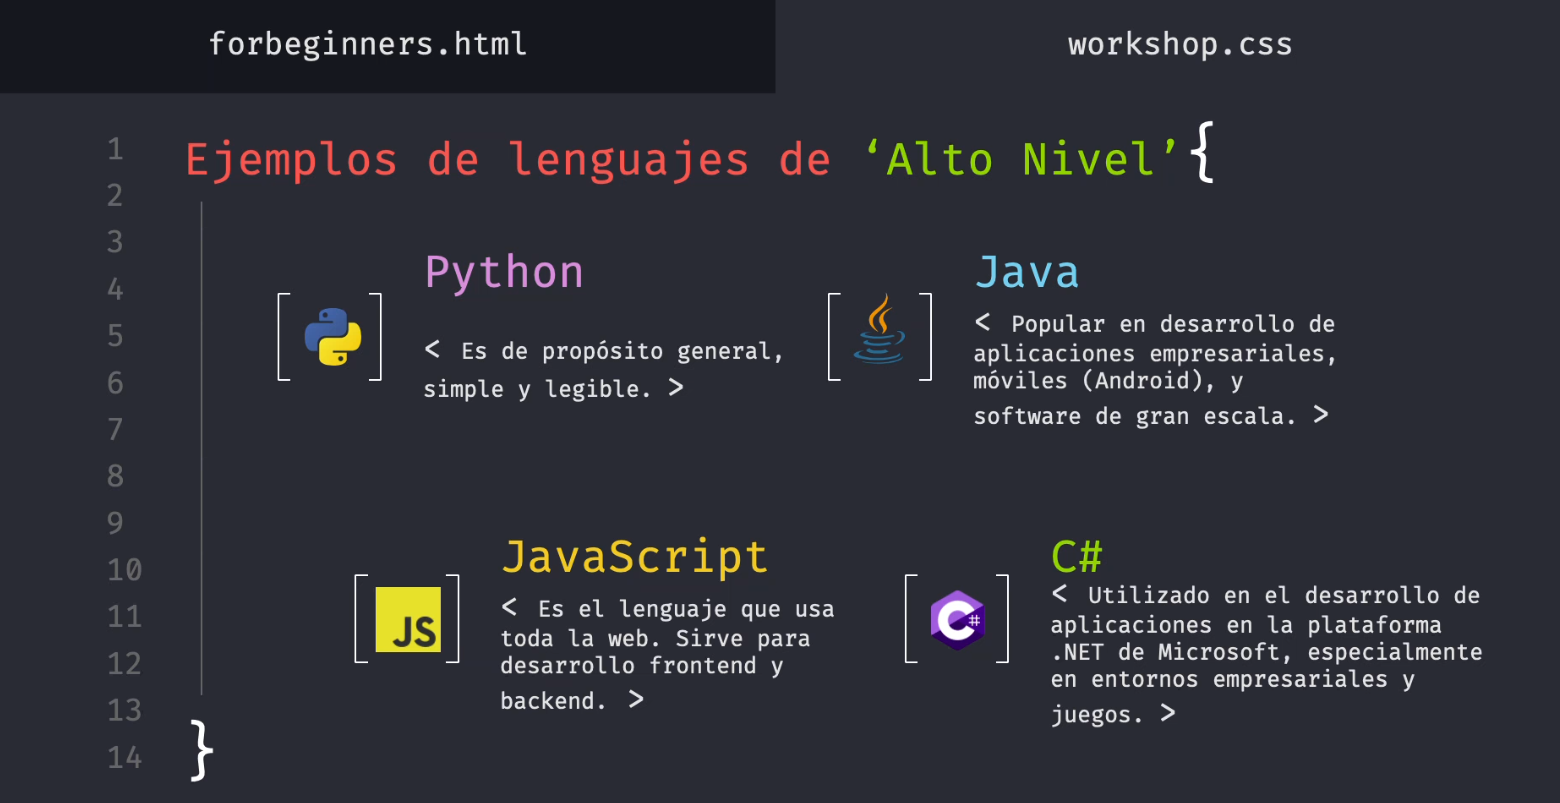 forbeginners.html
workshop.css
1
2
3
4
5
6
7
8
9
10
11
12
13
14
Ejemplos de lenguajes de ‘Alto Nivel’{
Python
< Es de propósito general,
simple y legible. >
Java
< Popular en desarrollo de
aplicaciones empresariales,
móviles (Android), y
software de gran escala. >
JavaScript
JS
< Es el lenguaje que usa
toda la web. Sirve para
desarrollo frontend y
backend. >
C#
C#
< Utilizado en el desarrollo de
aplicaciones en la plataforma
.NET de Microsoft, especialmente
en entornos empresariales y
juegos. >
}